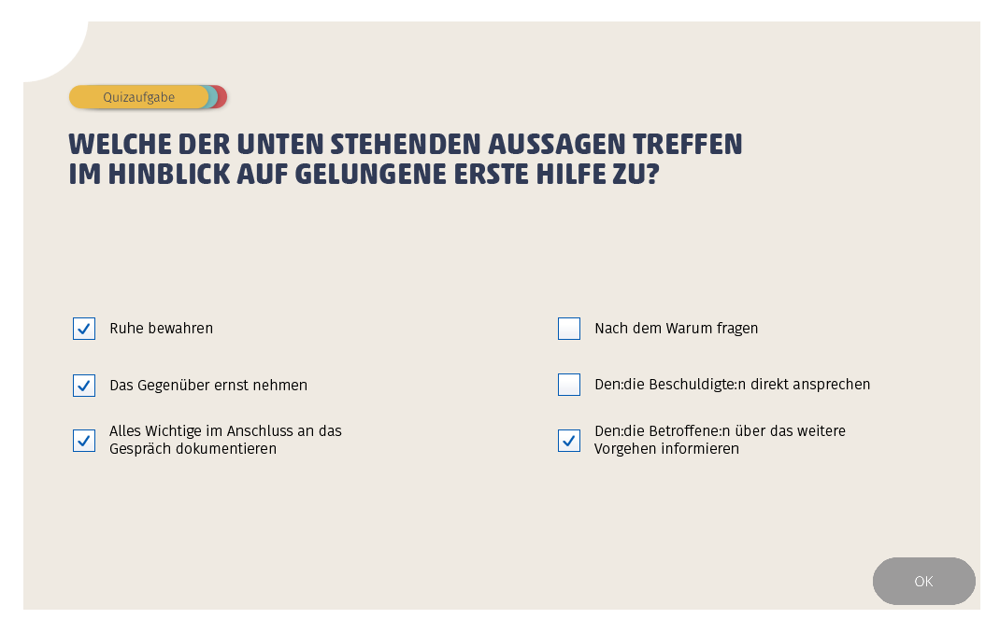 Quizaufgabe
WELCHE DER UNTEN STEHENDEN AUSSAGEN TREFFEN
IM HINBLICK AUF GELUNGENE ERSTE HILFE ZU?
Ruhe bewahren
Das Gegenüber ernst nehmen
Alles Wichtige im Anschluss an das
Gespräch dokumentieren
Nach dem Warum fragen
Den:die Beschuldigte:n direkt ansprechen
Den:die Betroffene:n über das weitere
Vorgehen informieren
OK